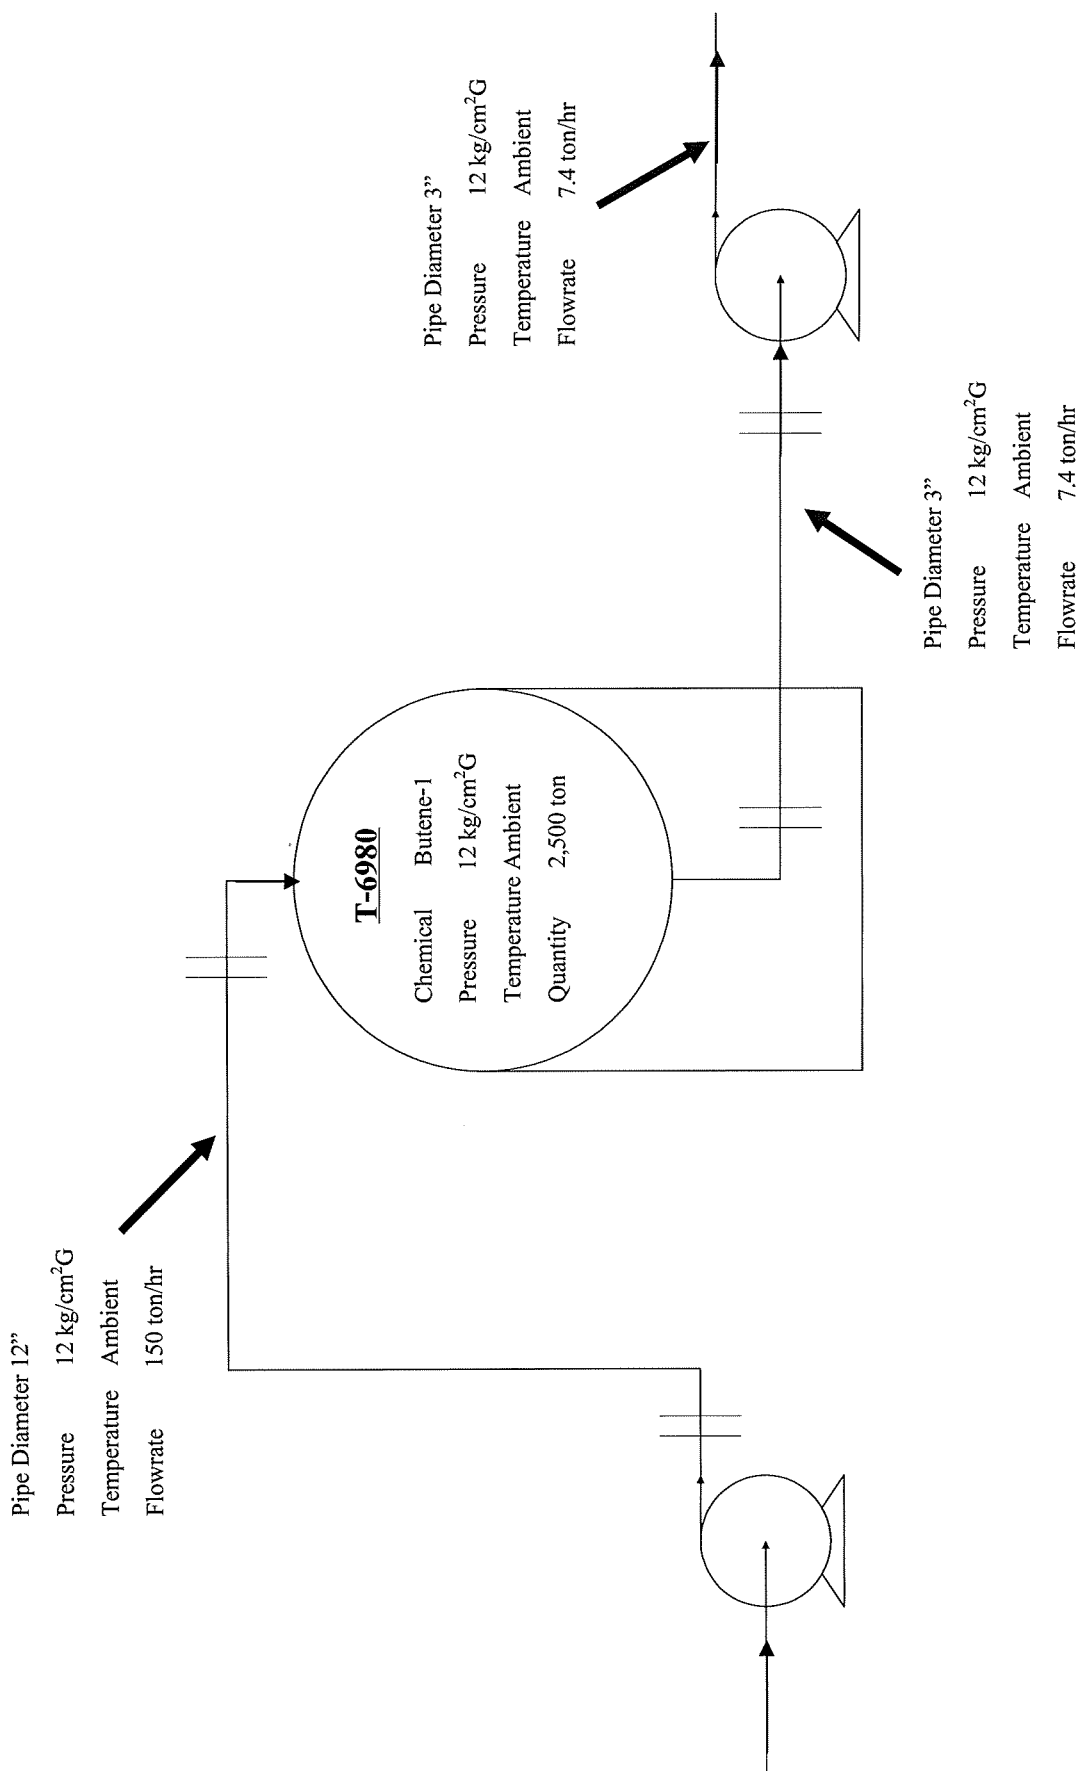 Pipe Diameter 12”
Pressure 12 kg/cm²G
Temperature Ambient
Flowrate 150 ton/hr
T-6980
Chemical Butene-1
Pressure 12 kg/cm²G
Temperature Ambient
Quantity 2,500 ton
Pipe Diameter 3”
Pressure 12 kg/cm²G
Temperature Ambient
Flowrate 7.4 ton/hr
Pipe Diameter 3”
Pressure 12 kg/cm²G
Temperature Ambient
Flowrate 7.4 ton/hr